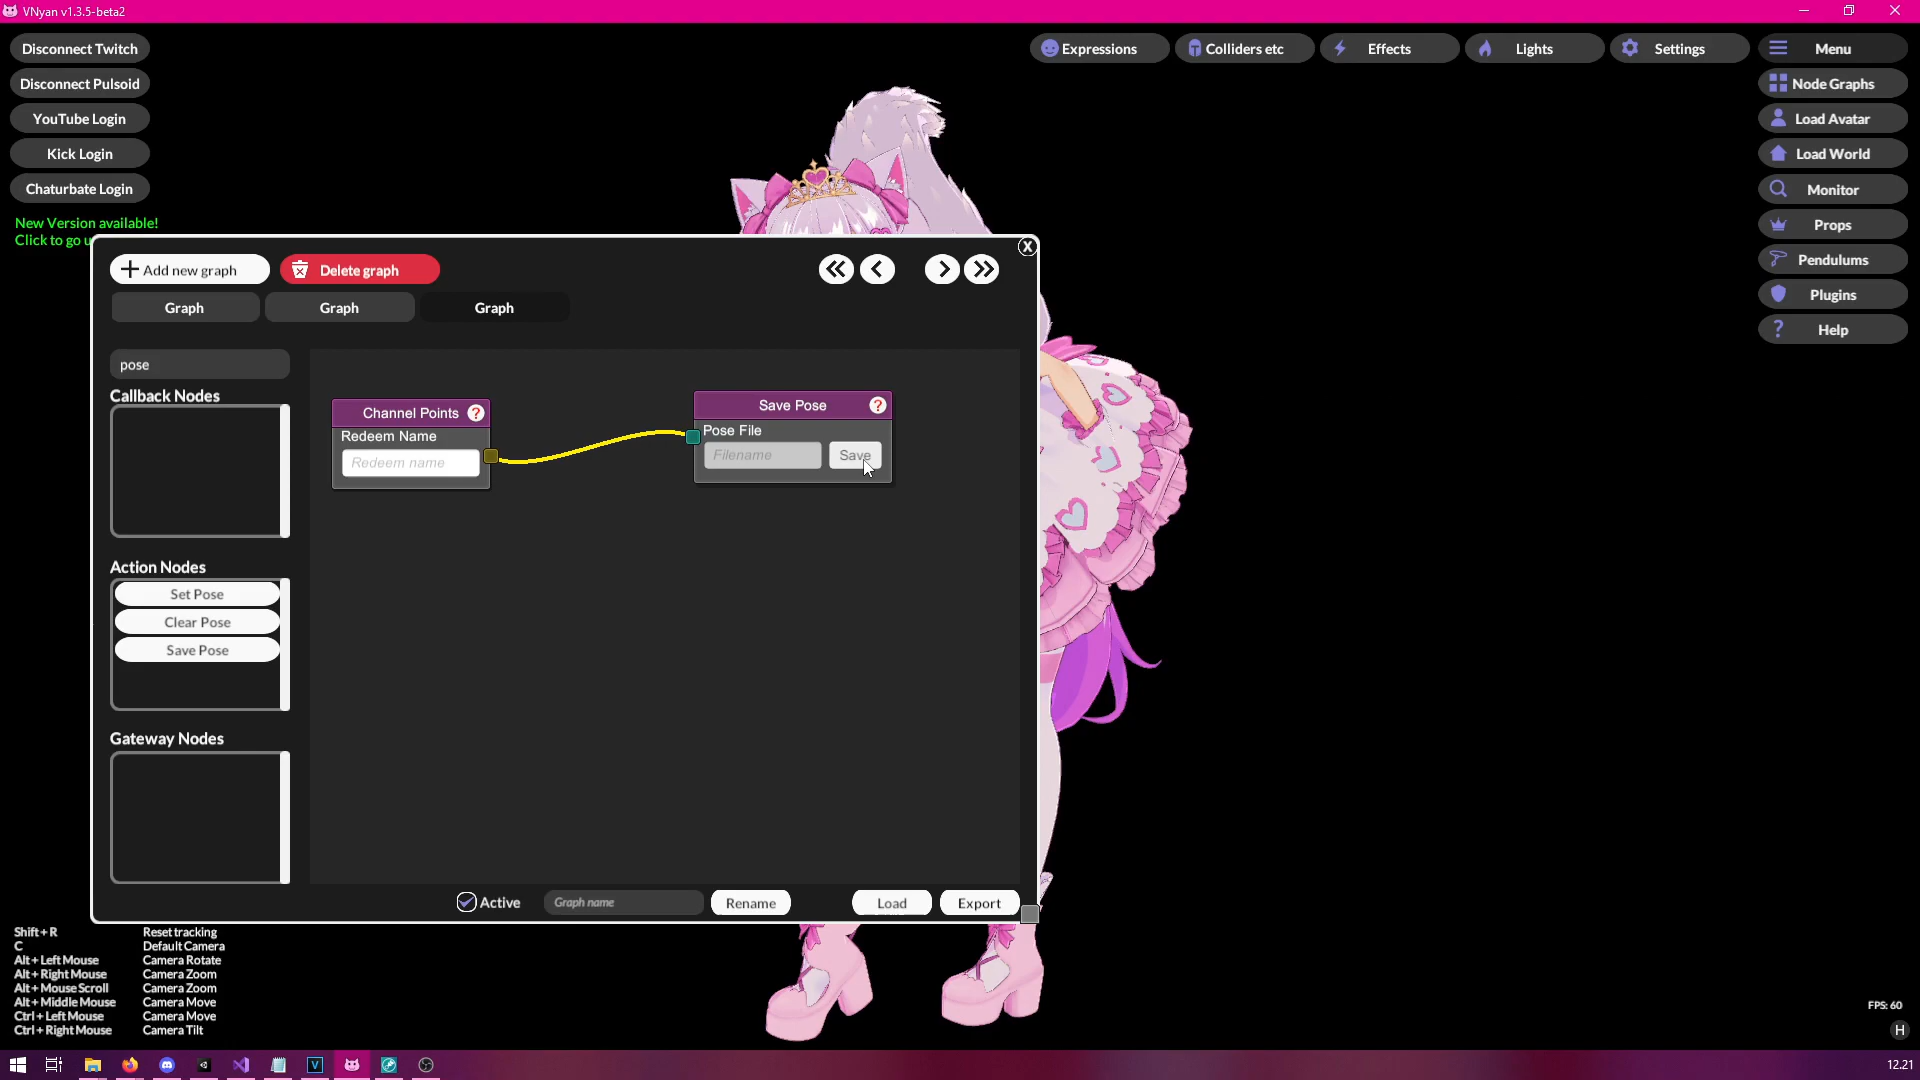 VNyan v1.3.5-beta2
Disconnect Twitch
Disconnect Pulsoid
YouTube Login
Kick Login
Chaturbate Login
New Version available!
Click to go u
Expressions
Colliders etc
Effects
Lights
Settings
Menu
Node Graphs
Load Avatar
Load World
Monitor
Props
Pendulums
Plugins
? Help
X
Add new graph
Delete graph
Graph
Graph
Graph
pose
Callback Nodes
Action Nodes
Set Pose
Clear Pose
Save Pose
Gateway Nodes
Channel Points ?
Redeem Name
Redeem name
Save Pose ?
Pose File
Filename
Save
Active
Graph name
Rename
Load
Export
Shift + R Reset tracking
C Default Camera
Alt + Left Mouse Camera Rotate
Alt + Right Mouse Camera Zoom
Alt + Mouse Scroll Camera Zoom
Alt + Middle Mouse Camera Move
Ctrl + Left Mouse Camera Move
Ctrl + Right Mouse Camera Tilt
FPS: 60
H
V
12.21